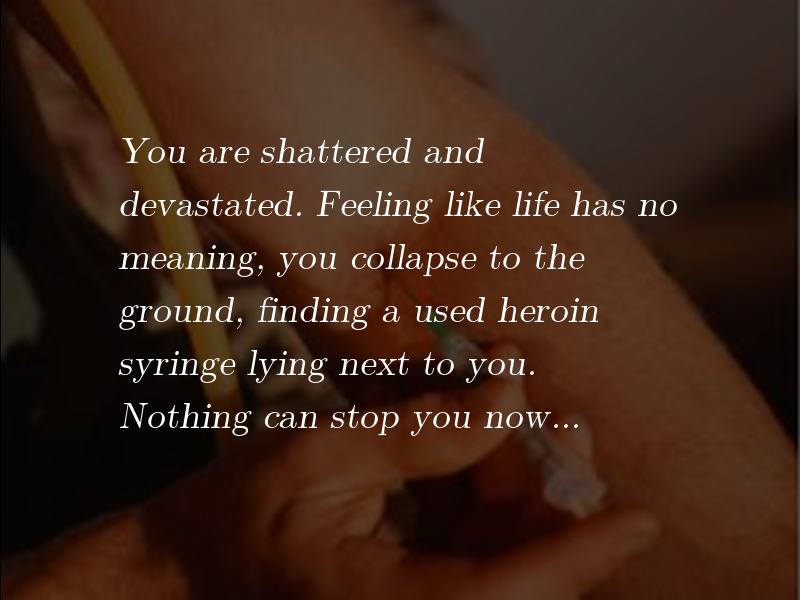 You are shattered and
devastated. Feeling like life has no
meaning, you collapse to the
ground, finding a used heroin
syringe lying next to you.
Nothing can stop you now...